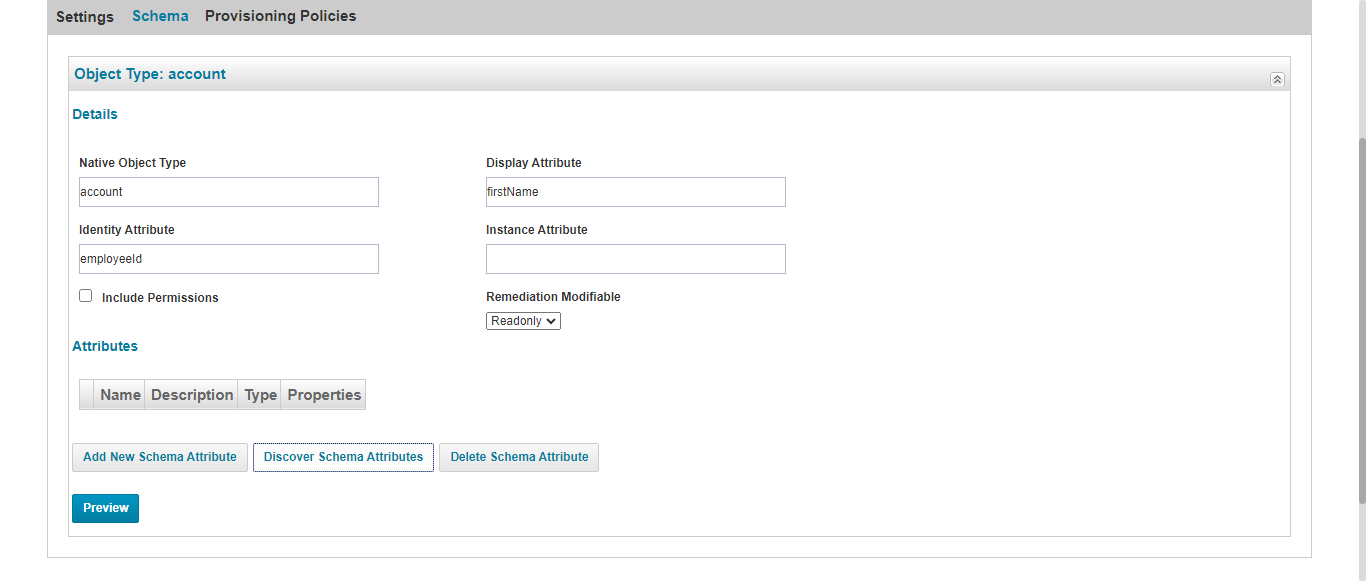 Settings Schema Provisioning Policies
Object Type: account
Details
Native Object Type Display Attribute
account firstName
Identity Attribute Instance Attribute
employeeId
Include Permissions Remediation Modifiable
Readonly
Attributes
Name Description Type Properties
Add New Schema Attribute Discover Schema Attributes Delete Schema Attribute
Preview